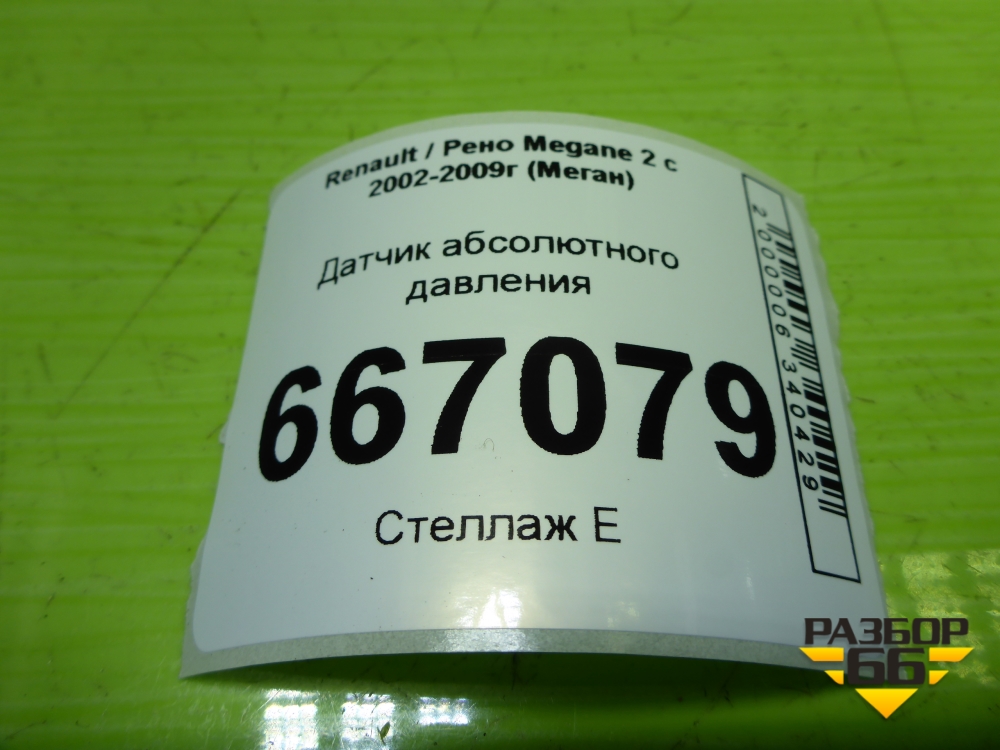 Renault / Рено Megane 2 с
2002-2009г (Меган)
Датчик абсолютного
давления
667079
Стеллаж Е
2000006340429
РАЗБОР
66